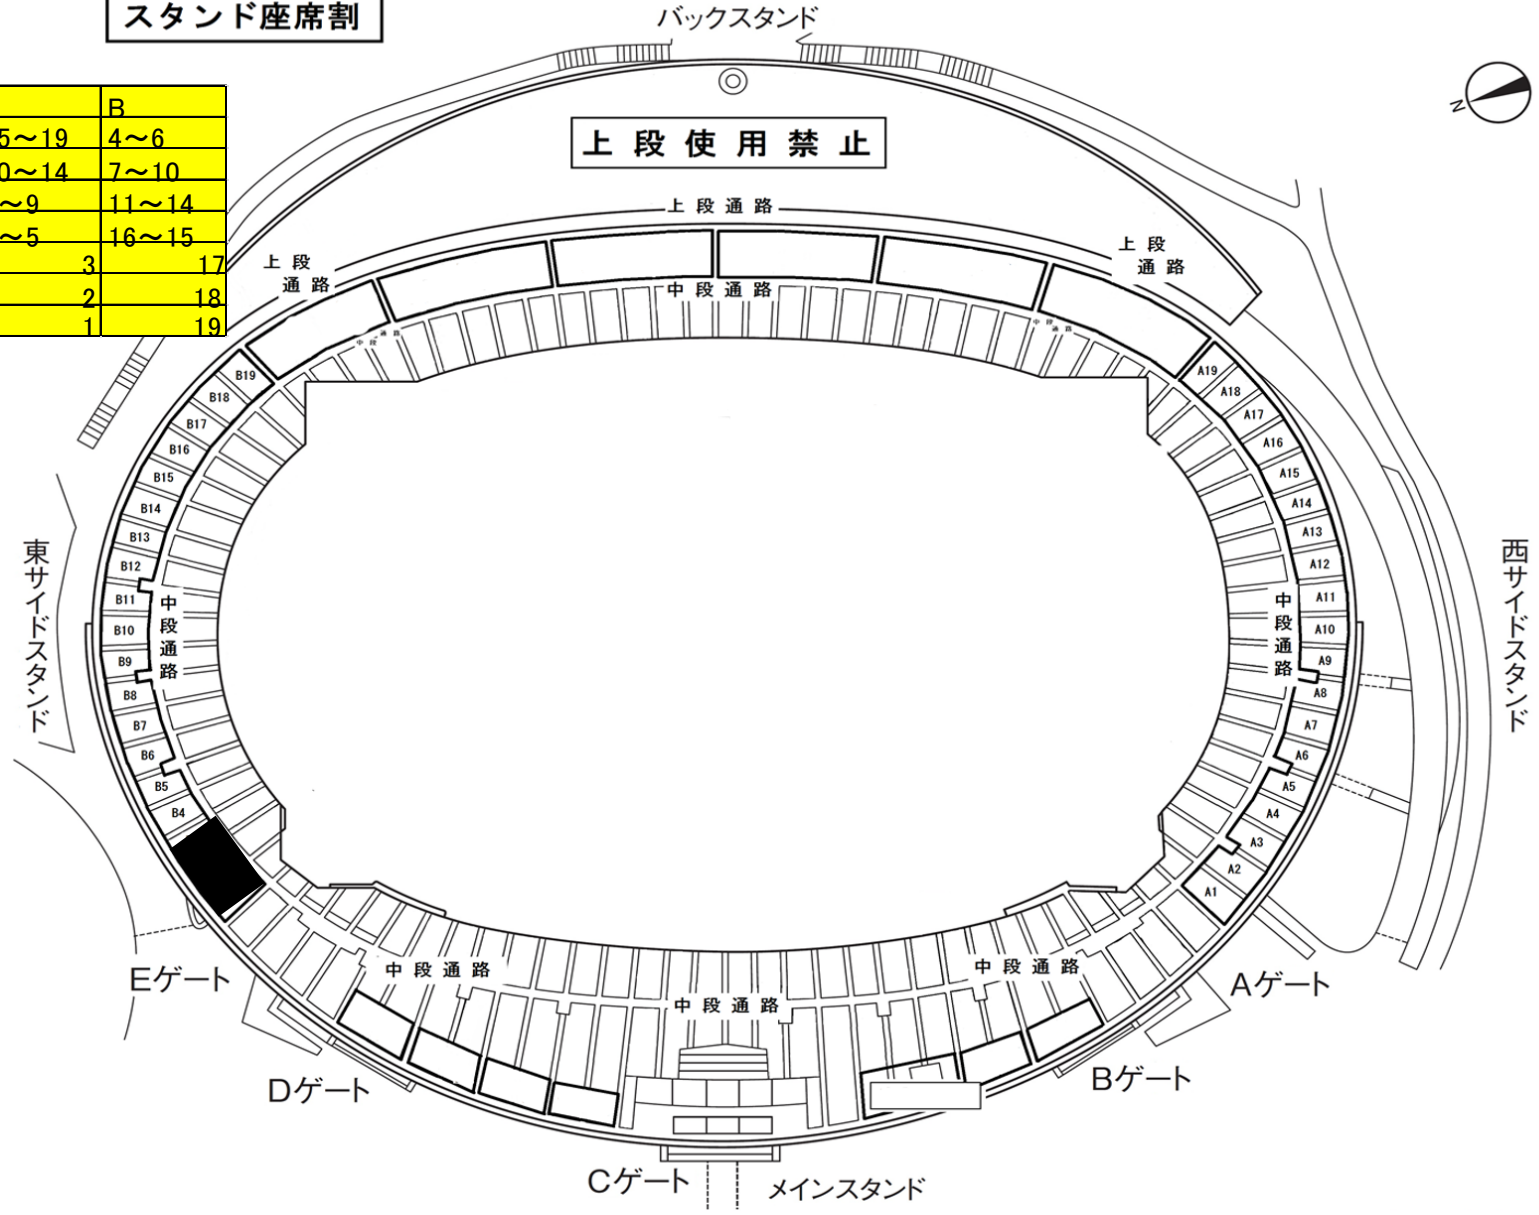 スタンド座席割
バックスタンド
B
5～19 4～6
0～14 7～10
～9 11～14
～5 16～15
3 17
2 18
1 19
N
上段使用禁止
上段通路
上段
通路
上段
通路
中段通路
中段通路
中段通路
B19
B18
B17
B16
B15
B14
B13
B12
B11
B10
B9
B8
B7
B6
B5
B4
A19
A18
A17
A16
A15
A14
A13
A12
A11
A10
A9
A8
A7
A6
A5
A4
A3
A2
A1
東サイドスタンド
中段通路
中段通路
西サイドスタンド
中段通路
中段通路
中段通路
Eゲート
Dゲート
Cゲート
メインスタンド
Bゲート
Aゲート